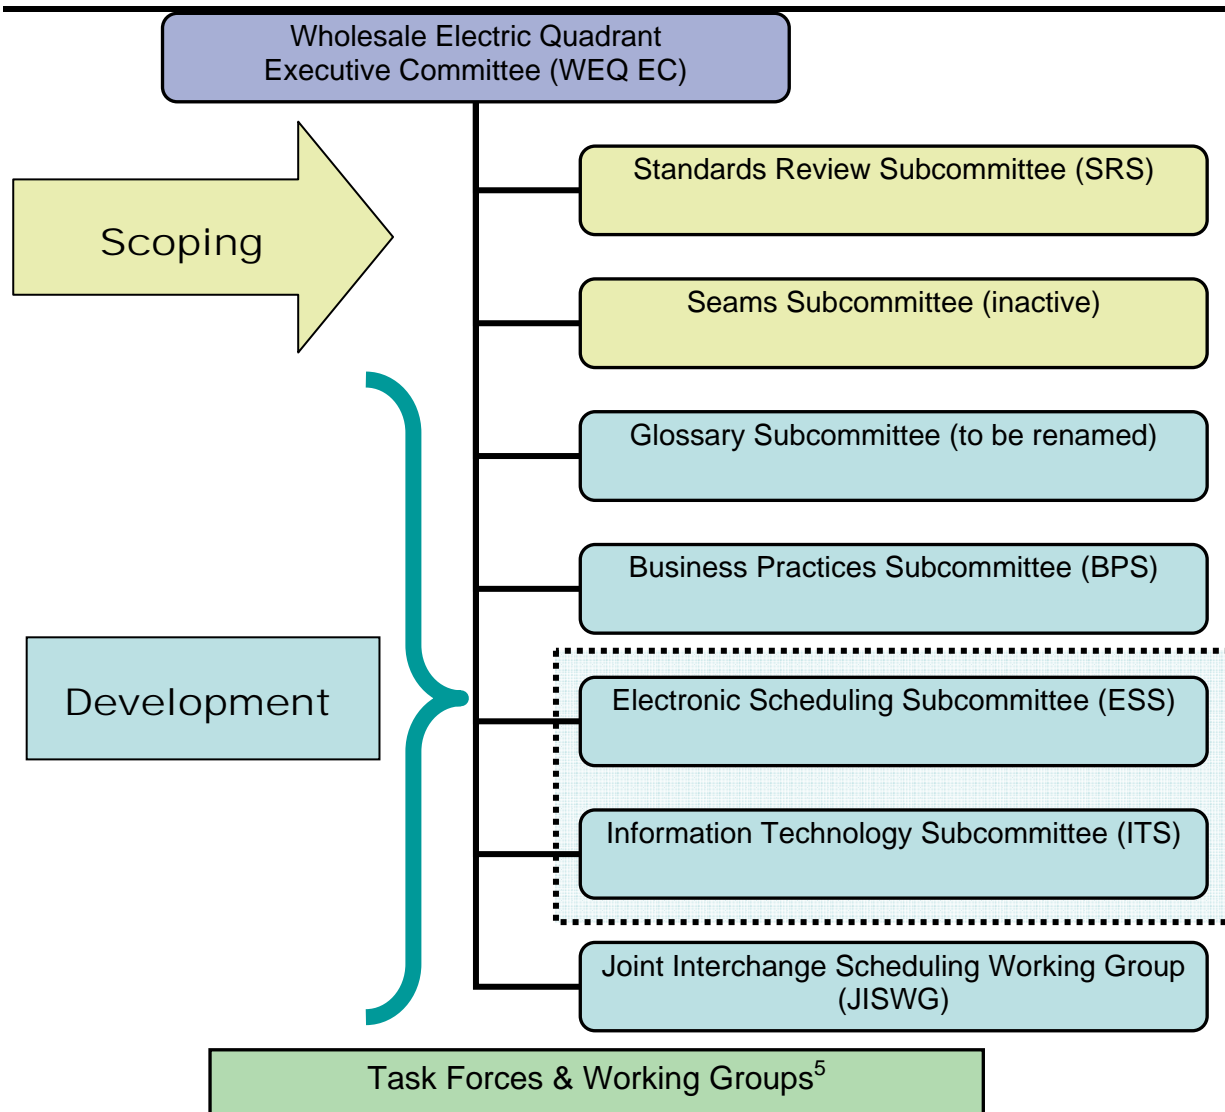 Wholesale Electric Quadrant
Executive Committee (WEQ EC)
Standards Review Subcommittee (SRS)
Scoping
Seams Subcommittee (inactive)
Glossary Subcommittee (to be renamed)
Business Practices Subcommittee (BPS)
Development
Electronic Scheduling Subcommittee (ESS)
Information Technology Subcommittee (ITS)
Joint Interchange Scheduling Working Group
(JISWG)
Task Forces & Working Groups⁵